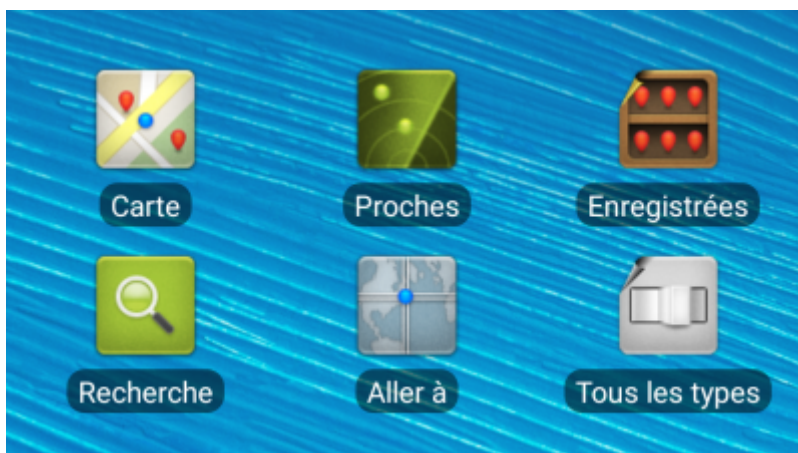 Carte
Proches
Enregistrées
Recherche
Aller à
Tous les types